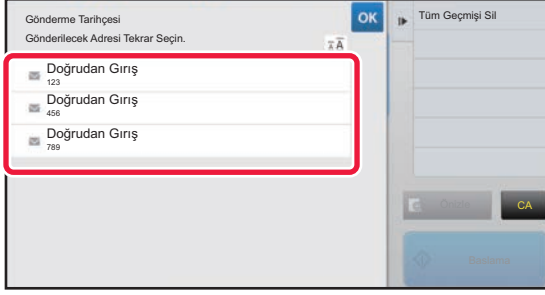 Gönderme Tarihçesi
OK
Tüm Geçmişi Sil
Gönderilecek Adresi Tekrar Seçin.
Doğrudan Gırış
123
Doğrudan Gırış
456
Doğrudan Gırış
789
CA